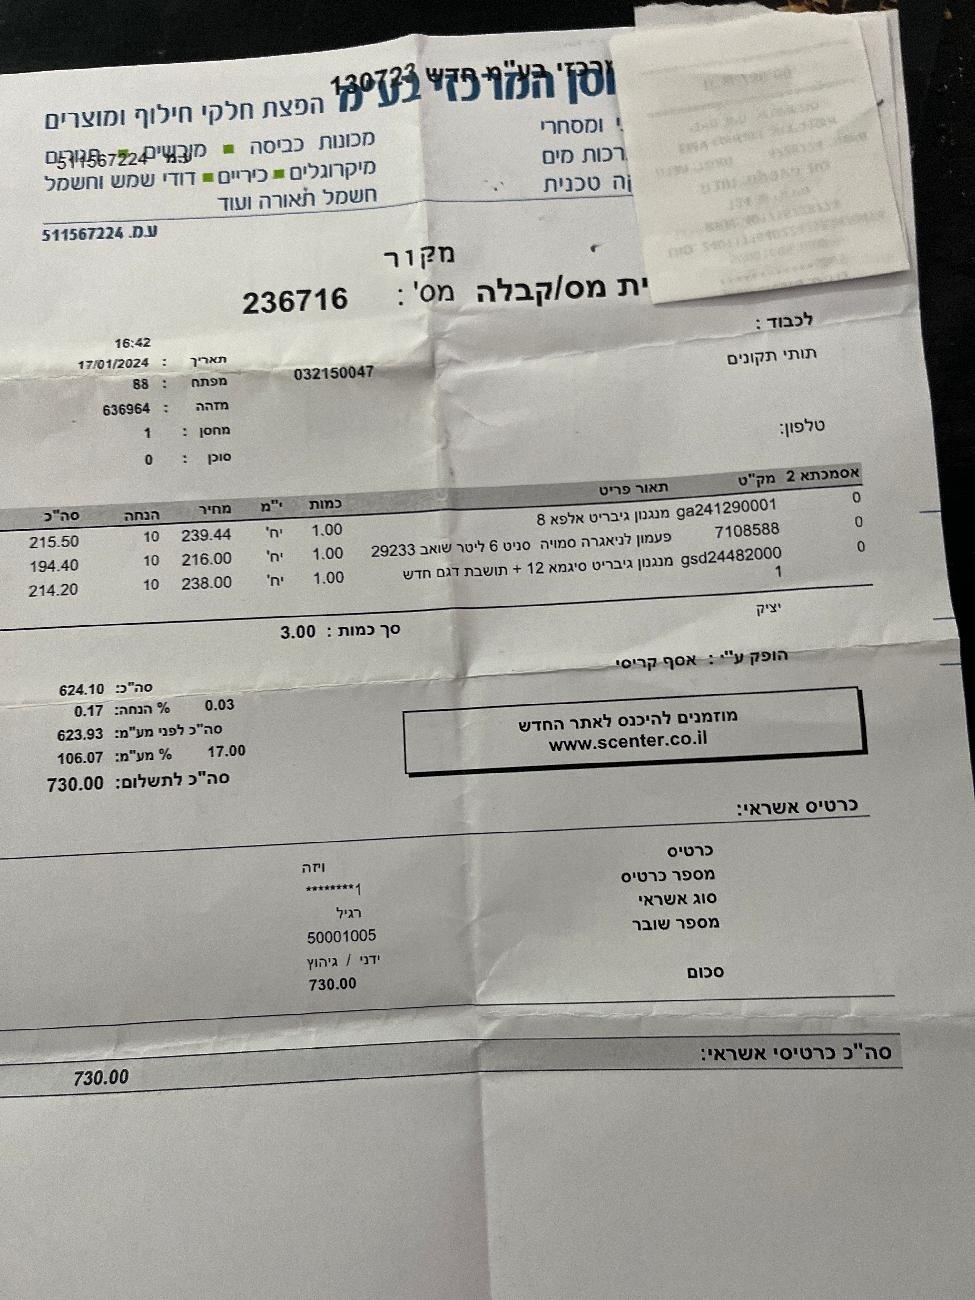 מרכזי בע"מ חדש 130723
וסן המרכזי בע"מ
הפצת חלקי חילוף ומוצרים
ומסחרי
מכונות כביסה ■ מייבשים ■ תנורים
ע.מ 511567224
רכות מים
מיקרוגלים ■ כיריים ■ דודי שמש וחשמל
טכנית
חשמל תאורה ועוד
ע.מ. 511567224
מקור
ית מס/קבלה מס' : 236716
לכבוד :
תותי תקונים
טלפון:
16:42
תאריך : 17/01/2024
מפתח : 88
032150047
מזהה : 636964
מחסן : 1
סוכן : 0
אסמכתא 2 מק"ט תאור פריט כמות י"מ מחיר הנחה סה"כ
0 ga241290001 מנגנון גיבריט אלפא 8 1.00 יח' 239.44 10 215.50
0 7108588 פעמון לניאגרה סמויה סניט 6 ליטר שואב 29233 1.00 יח' 216.00 10 194.40
0 gsd24482000 מנגנון גיבריט סיגמא 12 + תושבת דגם חדש 1.00 יח' 238.00 10 214.20
1
יציק
סך כמות : 3.00
הופק ע"י : אסף קריסי
סה"כ: 624.10
0.03 % הנחה: 0.17
סה"כ לפני מע"מ: 623.93
17.00 % מע"מ: 106.07
סה"כ לתשלום: 730.00
מוזמנים להיכנס לאתר החדש
www.scenter.co.il
כרטיס אשראי:
כרטיס ויזה
מספר כרטיס ********1
סוג אשראי רגיל
מספר שובר 50001005
ידני / גיהוץ
סכום 730.00
סה"כ כרטיסי אשראי: 730.00